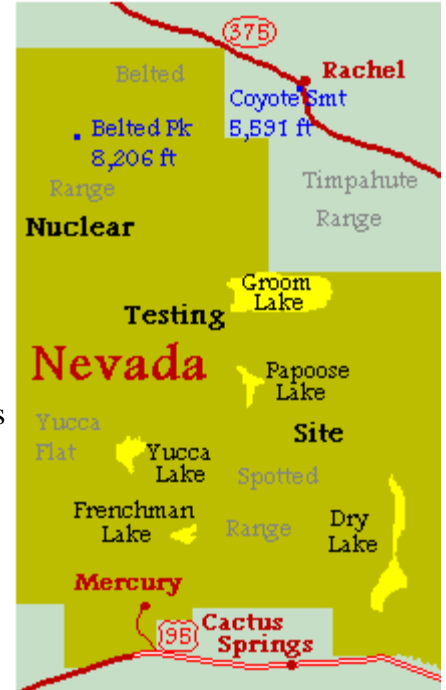 375
Belted
Rachel
Coyote Smt
5,591 ft
Belted Pk
8,206 ft
Range
Timpahute
Range
Nuclear
Groom
Lake
Testing
Nevada
Papoose
Lake
s
Yucca
Flat
Site
Yucca
Lake
Spotted
Frenchman
Lake
Range
Dry
Lake
Mercury
95
Cactus
Springs